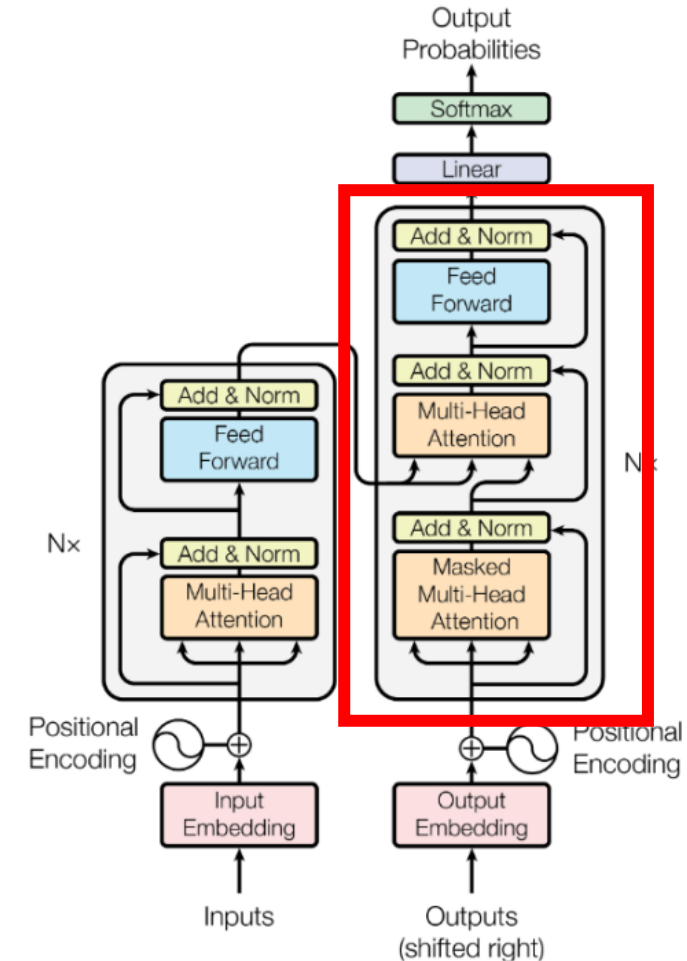 Output
Probabilities
Softmax
Linear
Add & Norm
Feed
Forward
Add & Norm
Multi-Head
Attention
Add & Norm
Masked
Multi-Head
Attention
Add & Norm
Feed
Forward
Add & Norm
Multi-Head
Attention
N×
Positional
Encoding
Positional
Encoding
Input
Embedding
Output
Embedding
Inputs
Outputs
(shifted right)